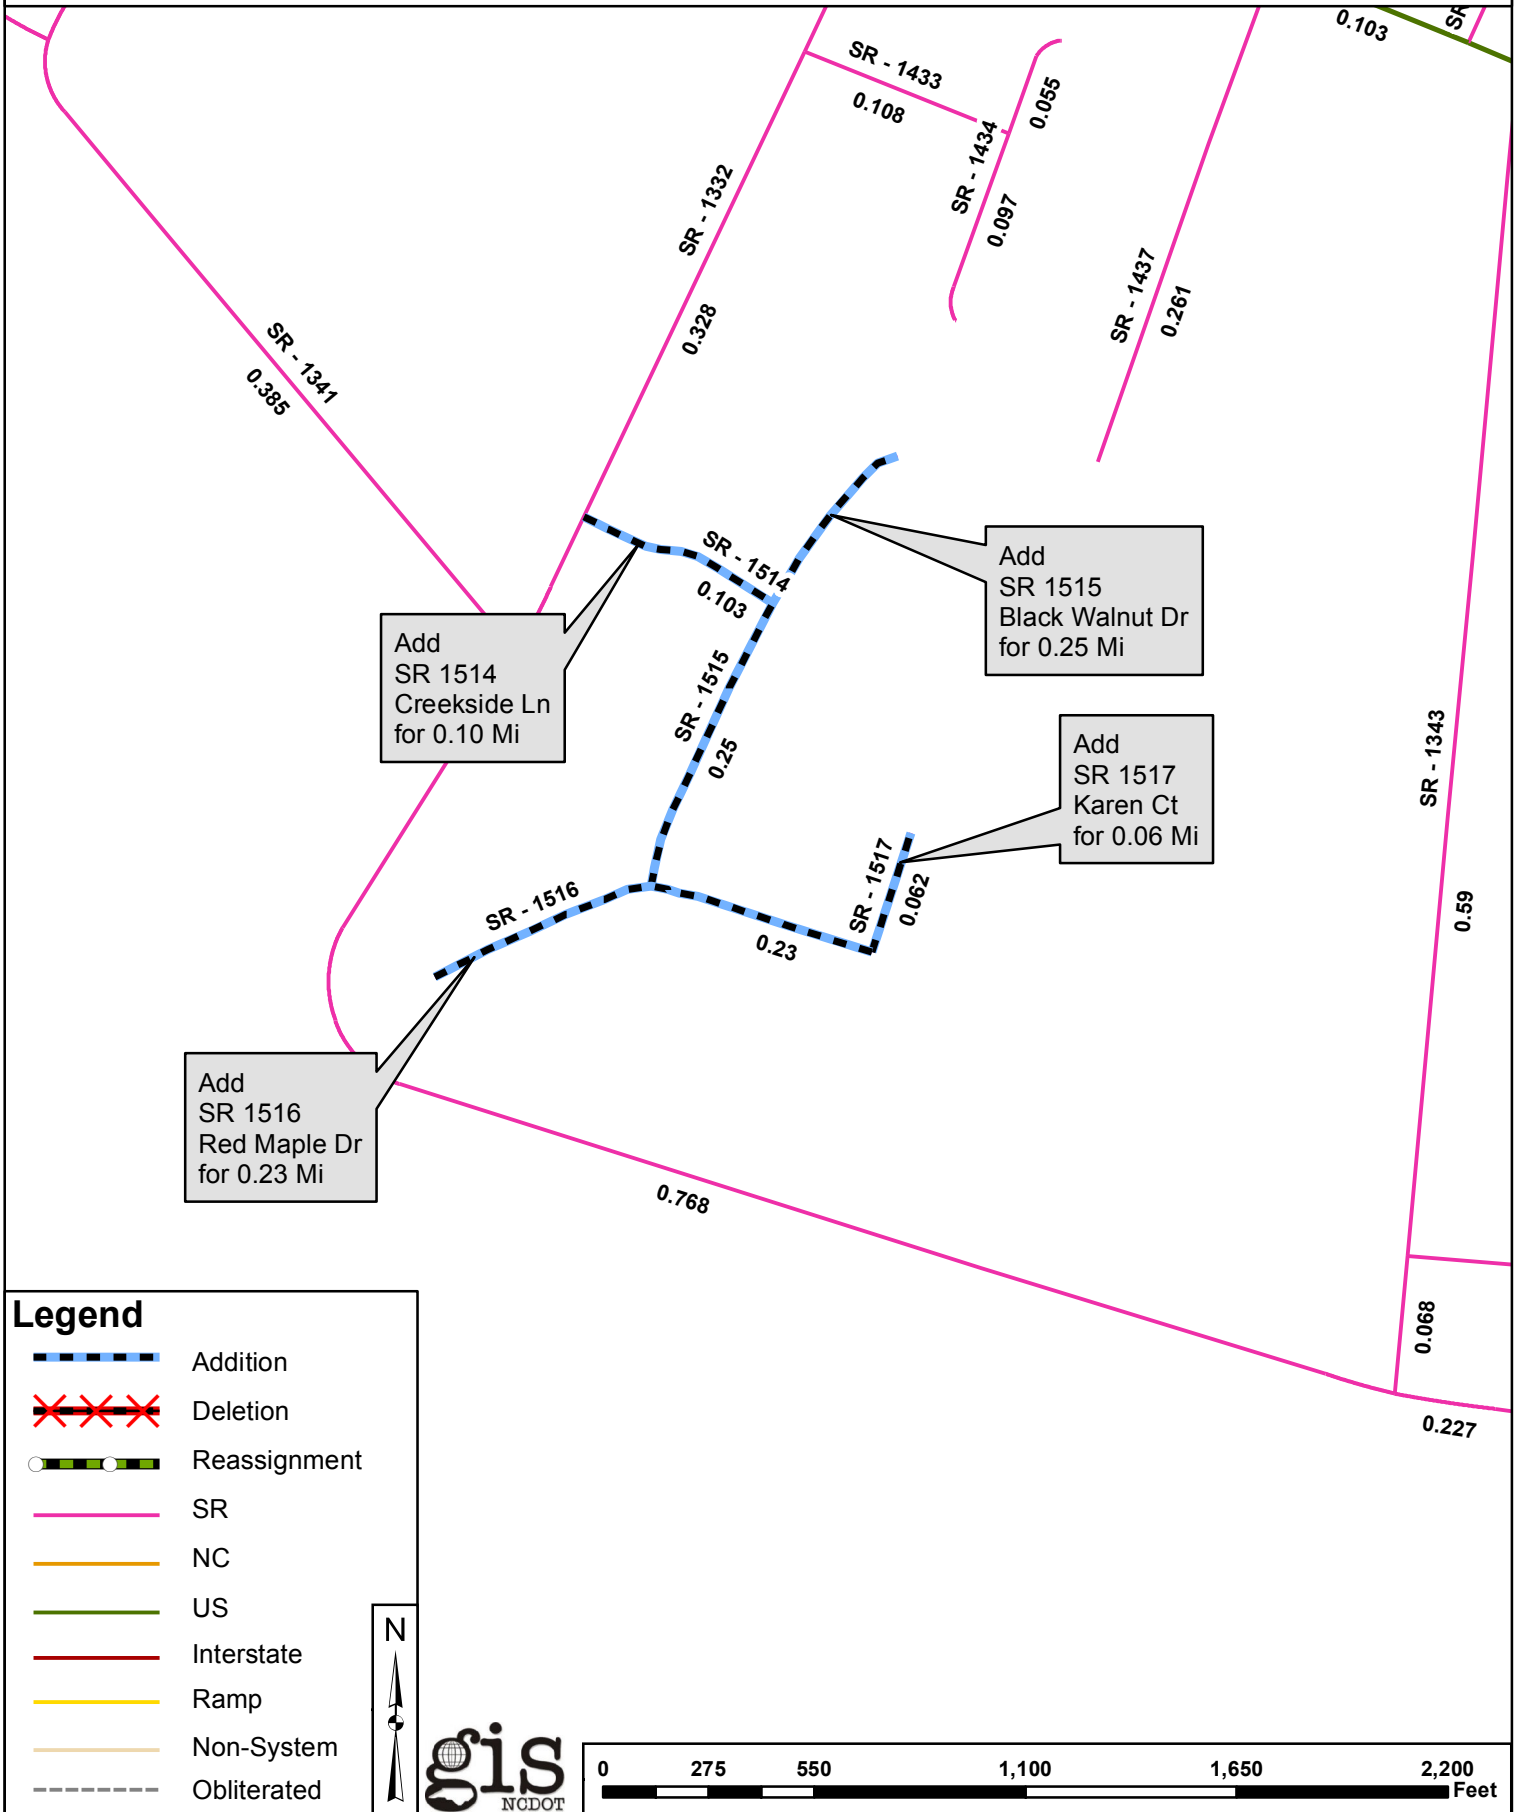 0.103
SR
SR - 1433
0.108
0.055
SR - 1434
0.097
SR - 1332
0.328
SR - 1437
0.261
SR - 1341
0.385
SR - 1514
0.103
Add
SR 1515
Black Walnut Dr
for 0.25 Mi
Add
SR 1514
Creekside Ln
for 0.10 Mi
SR - 1515
0.25
Add
SR 1517
Karen Ct
for 0.06 Mi
SR - 1343
0.59
SR - 1517
0.062
SR - 1516
0.23
Add
SR 1516
Red Maple Dr
for 0.23 Mi
0.768
0.068
0.227
Legend
Addition
Deletion
Reassignment
SR
NC
US
Interstate
Ramp
Non-System
Obliterated
N
gis
NCDOT
0 275 550 1,100 1,650 2,200
Feet